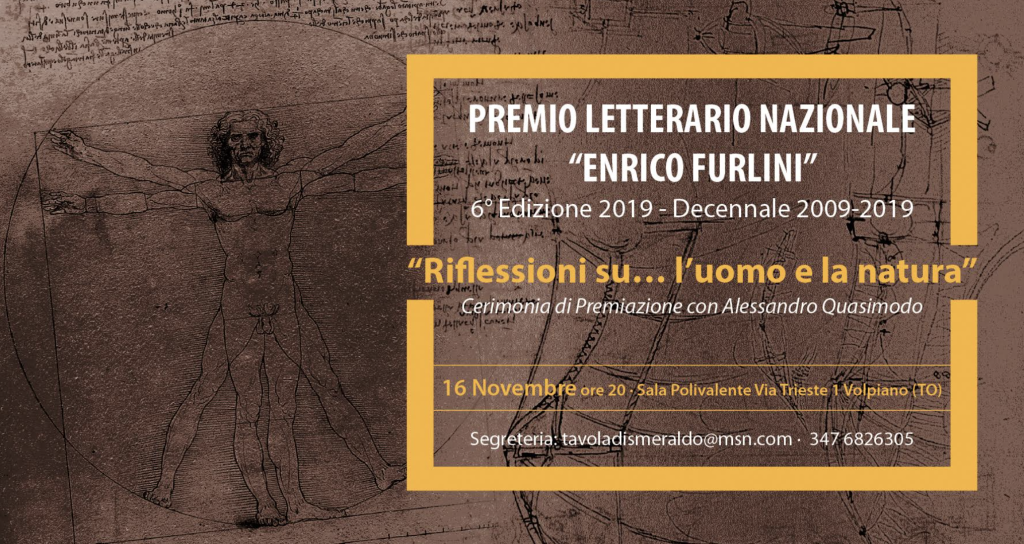 PREMIO LETTERARIO NAZIONALE
“ENRICO FURLINI”
6° Edizione 2019 - Decennale 2009-2019
“Riflessioni su... l’uomo e la natura”
Cerimonia di Premiazione con Alessandro Quasimodo
16 Novembre ore 20 · Sala Polivalente Via Trieste 1 Volpiano (TO)
Segreteria: tavoladismeraldo@msn.com · 347 6826305